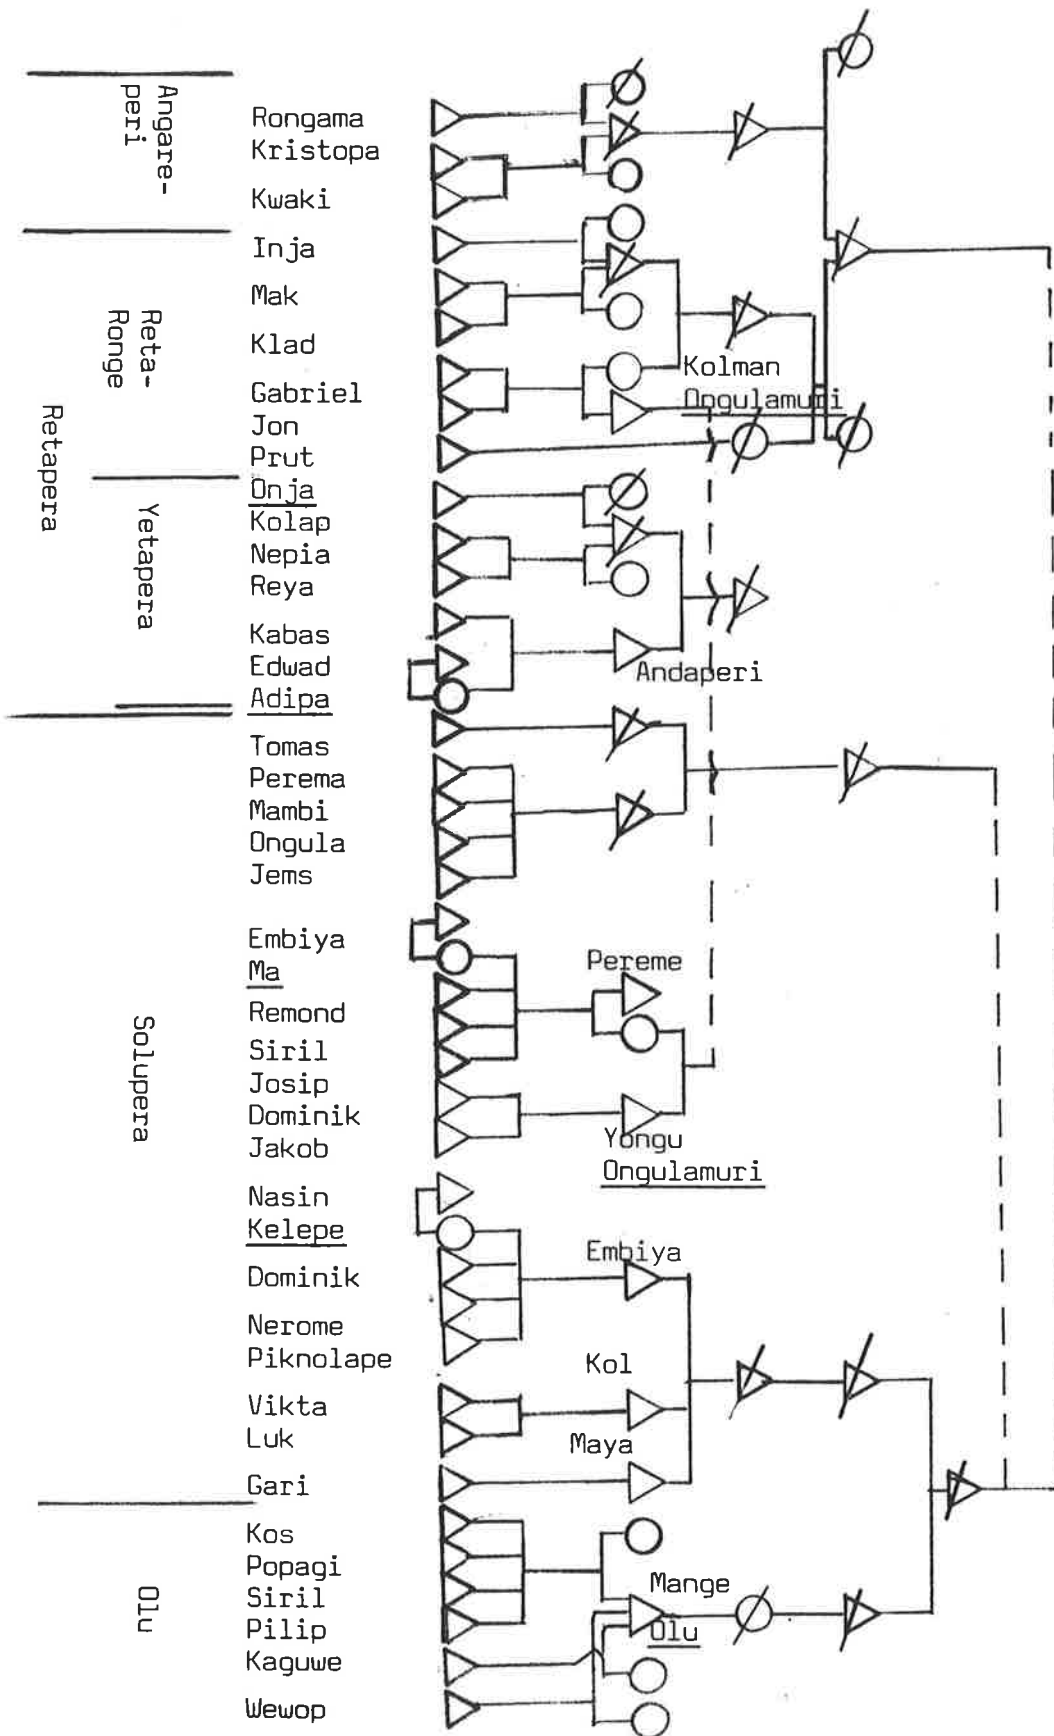 Angare-
peri
Reta-
Ronge
Retapera
Yetapera
Solupera
Olu
Rongama
Kristopa
Kwaki
Inja
Mak
Klad
Gabriel
Jon
Prut
Onja
Kolap
Nepia
Reya
Kabas
Edwad
Adipa
Tomas
Perema
Mambi
Ongula
Jems
Embiya
Ma
Remond
Siril
Josip
Dominik
Jakob
Nasin
Kelepe
Dominik
Nerome
Piknolape
Vikta
Luk
Gari
Kos
Popagi
Siril
Pilip
Kaguwe
Wewop
Kolman
Ongulamuri
Andaperi
Pereme
Yongu
Ongulamuri
Embiya
Kol
Maya
Mange
Olu